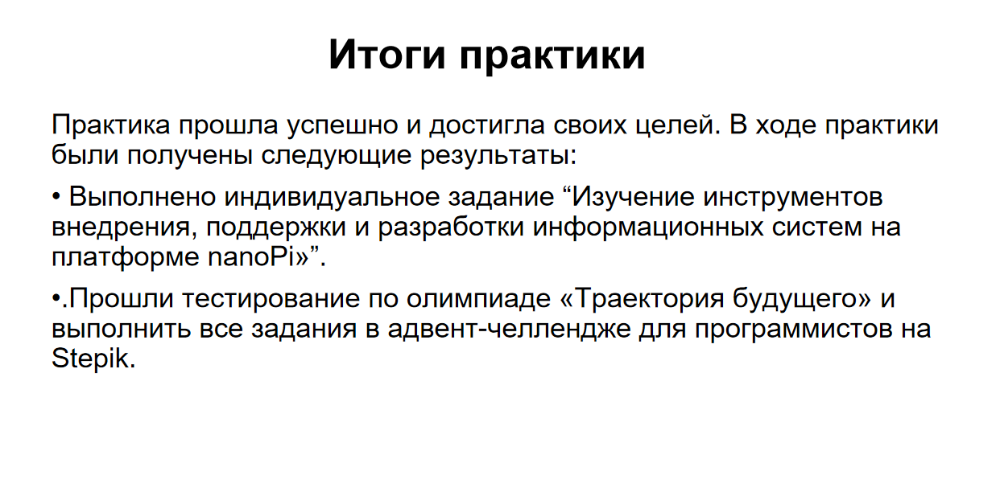 Итоги практики
Практика прошла успешно и достигла своих целей. В ходе практики
были получены следующие результаты:
• Выполнено индивидуальное задание “Изучение инструментов
внедрения, поддержки и разработки информационных систем на
платформе nanoPi»”.
•.Прошли тестирование по олимпиаде «Траектория будущего» и
выполнить все задания в адвент-челлендже для программистов на
Stepik.